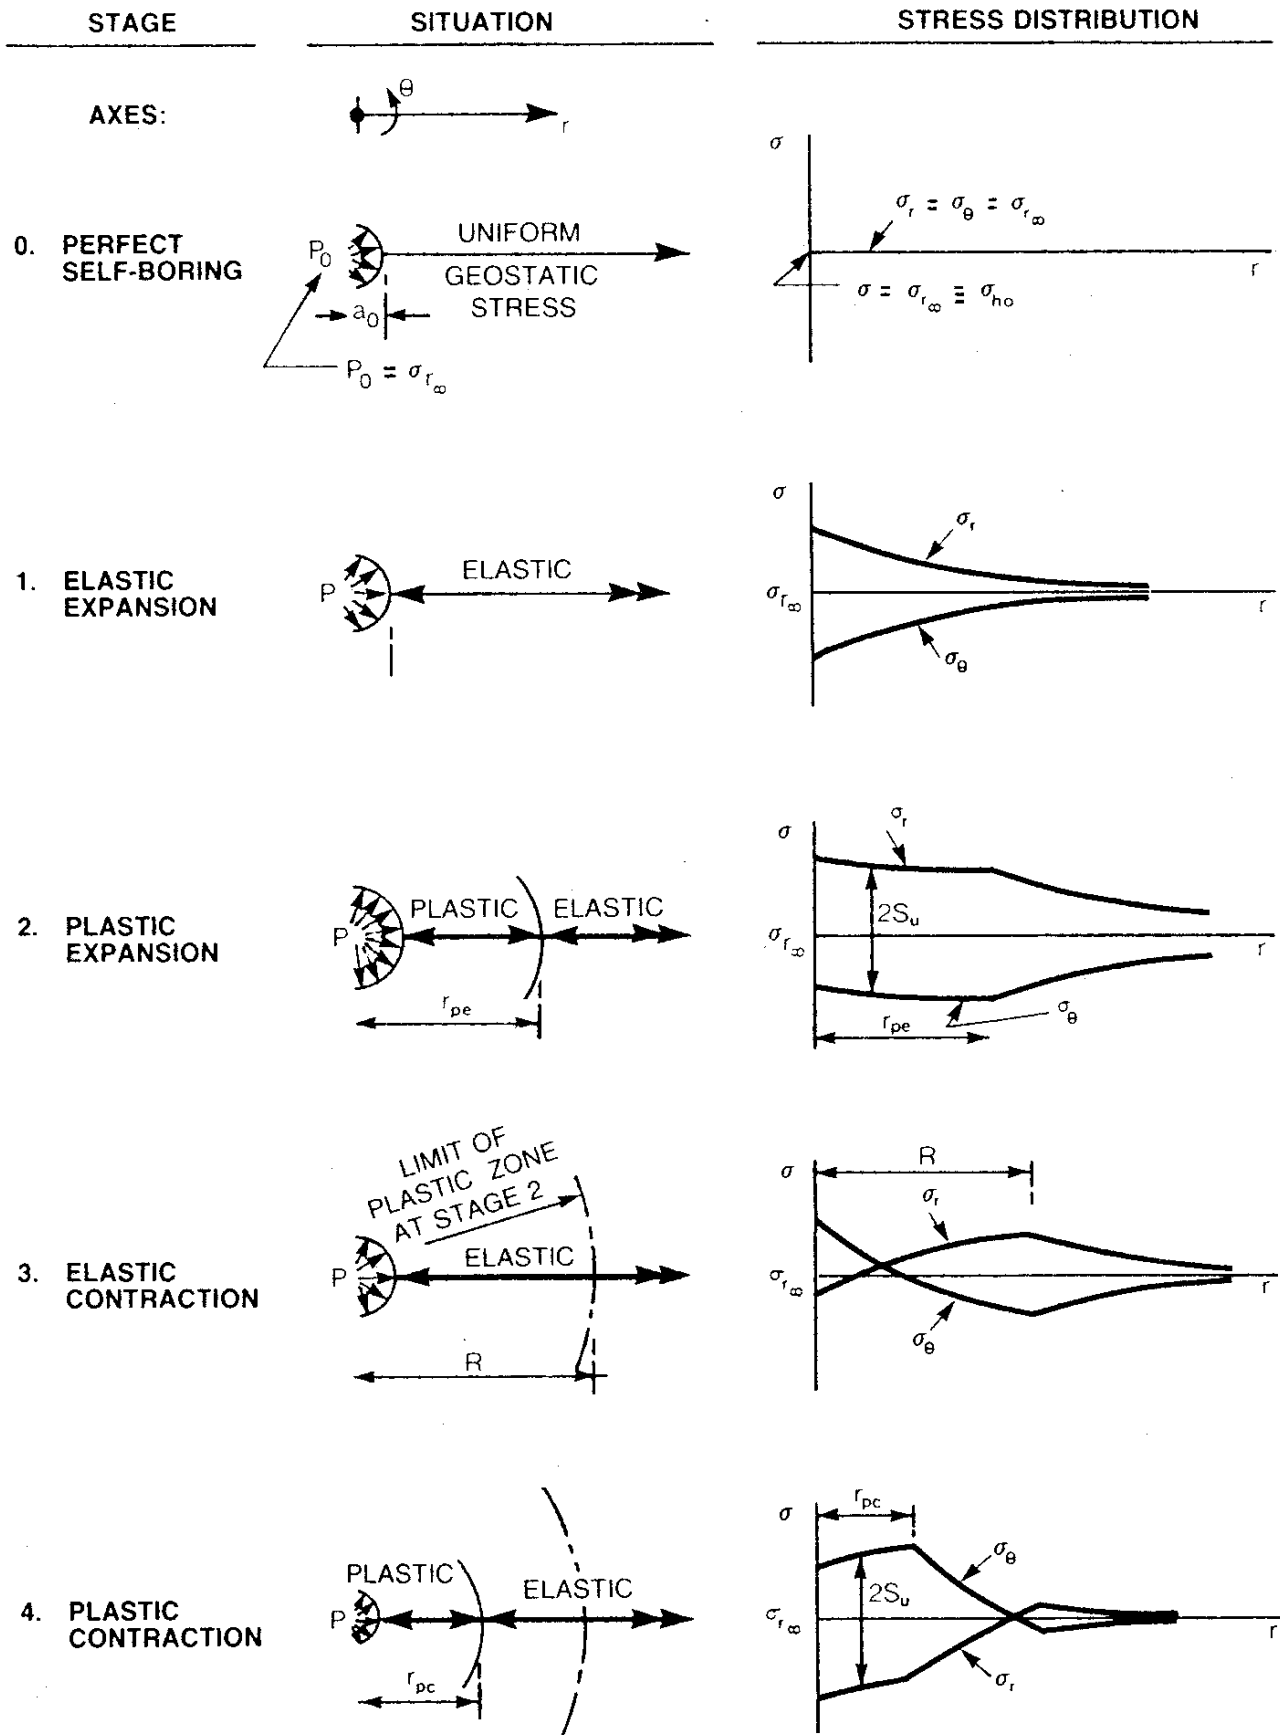 STAGE
SITUATION
STRESS DISTRIBUTION
AXES:
θ
r
0. PERFECT
SELF-BORING
P₀
UNIFORM
GEOSTATIC
STRESS
a₀
P₀ = σr∞
σ
σr = σθ = σr∞
r
σ = σr∞ = σho
1. ELASTIC
EXPANSION
P
ELASTIC
σ
σr
σr∞
r
σθ
2. PLASTIC
EXPANSION
P
PLASTIC
ELASTIC
rpe
σ
σr
2Su
σr∞
r
rpe
σθ
3. ELASTIC
CONTRACTION
LIMIT OF
PLASTIC ZONE
AT STAGE 2
P
ELASTIC
R
σ
R
σr
σr∞
r
σθ
4. PLASTIC
CONTRACTION
P
PLASTIC
ELASTIC
rpc
σ
rpc
σθ
2Su
σr∞
r
σr